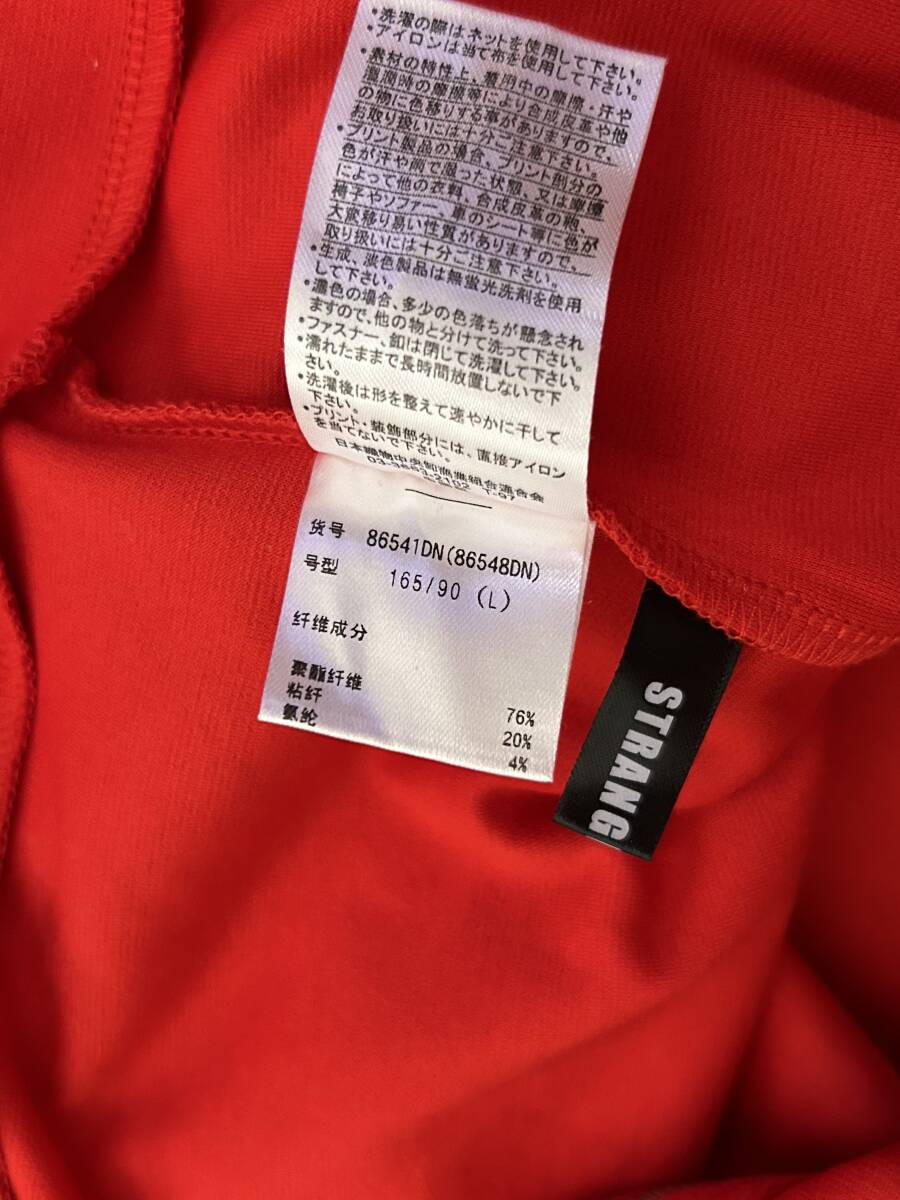 ・洗濯の際はネットを使用して下さい。
・アイロンは当て布を使用して下さい。
・素材の特性上、着用中の摩擦・汗や
湿潤時の摩擦等により合成皮革や他
の物に色移りする事がありますので、
お取り扱いには十分ご注意下さい。
・プリント製品の場合、プリント部分の
色が汗や雨で湿った状態、又は摩擦
によって他の衣料、合成皮革の鞄、
椅子やソファー、車のシート等に色が
大変移り易い性質がありますので、
取り扱いには十分ご注意下さい。
・生成、淡色製品は無蛍光洗剤を使用
して下さい。
・濃色の場合、多少の色落ちが懸念され
ますので、他の物と分けて洗って下さい。
・ファスナー、釦は閉じて洗濯して下さい。
・濡れたままで長時間放置しないで下
さい。
・洗濯後は形を整えて速やかに干して
下さい。
・プリント・装飾部分には、直接アイロン
を当てないで下さい。
日本織物中央卸商業組合連合会
T-97
货号 86541DN(86548DN)
号型 165/90 (L)
纤维成分
聚酯纤维 76%
粘纤 20%
氨纶 4%
STRANG